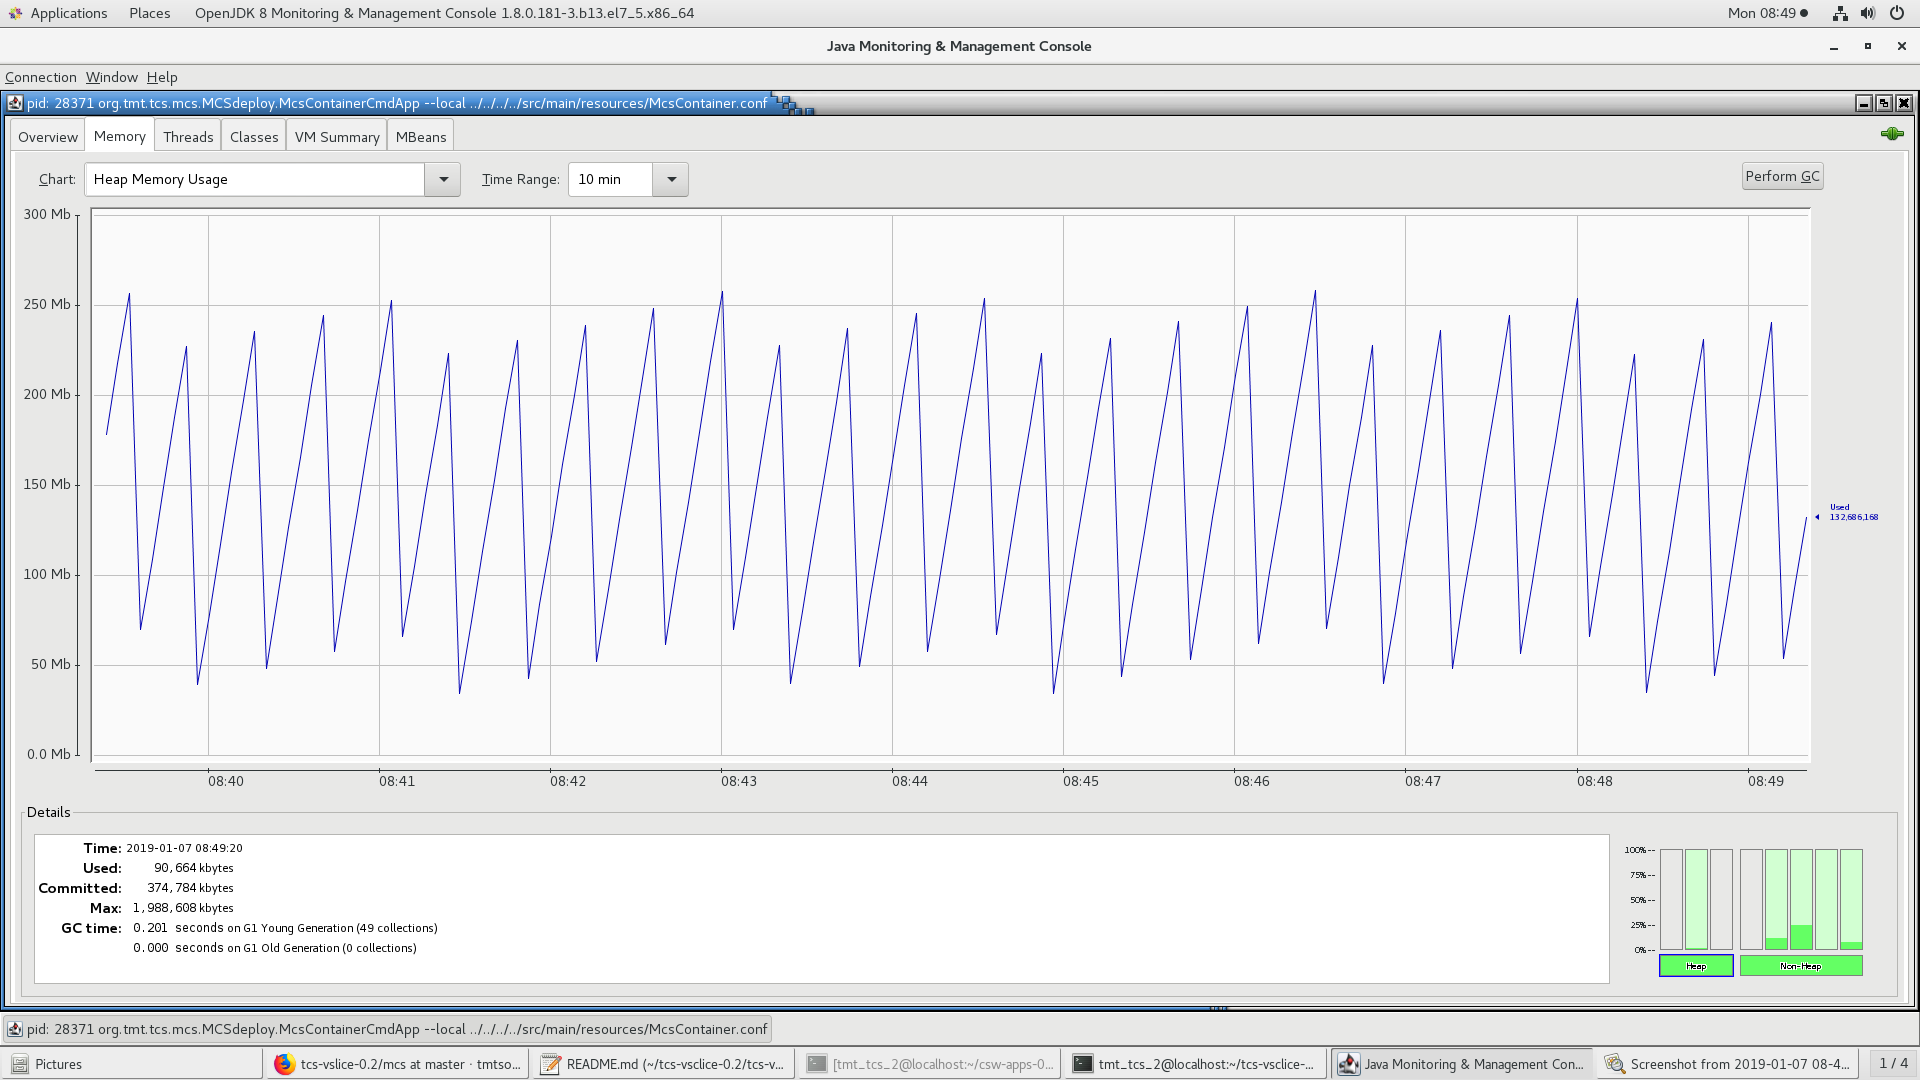 Applications Places OpenJDK 8 Monitoring & Management Console 1.8.0.181-3.b13.el7_5.x86_64 Mon 08:49
Java Monitoring & Management Console
Connection Window Help
pid: 28371 org.tmt.tcs.mcs.MCSdeploy.McsContainerCmdApp --local ../../../../src/main/resources/McsContainer.conf
Overview Memory Threads Classes VM Summary MBeans
Chart: Heap Memory Usage Time Range: 10 min Perform GC
300 Mb
250 Mb
200 Mb
150 Mb
100 Mb
50 Mb
0.0 Mb
Used
132,686,168
08:40 08:41 08:42 08:43 08:44 08:45 08:46 08:47 08:48 08:49
Details
Time: 2019-01-07 08:49:20
Used: 90,664 kbytes
Committed: 374,784 kbytes
Max: 1,988,608 kbytes
GC time: 0.201 seconds on G1 Young Generation (49 collections)
0.000 seconds on G1 Old Generation (0 collections)
100%
75%
50%
25%
0%
Heap Non-Heap
pid: 28371 org.tmt.tcs.mcs.MCSdeploy.McsContainerCmdApp --local ../../../../src/main/resources/McsContainer.conf
Pictures tcs-vslice-0.2/mcs at master · tmtso... README.md (~/tcs-vsclice-0.2/tcs-v... [tmt_tcs_2@localhost:~/csw-apps-0... tmt_tcs_2@localhost:~/tcs-vsclice-... Java Monitoring & Management Con... Screenshot from 2019-01-07 08-4... 1 / 4